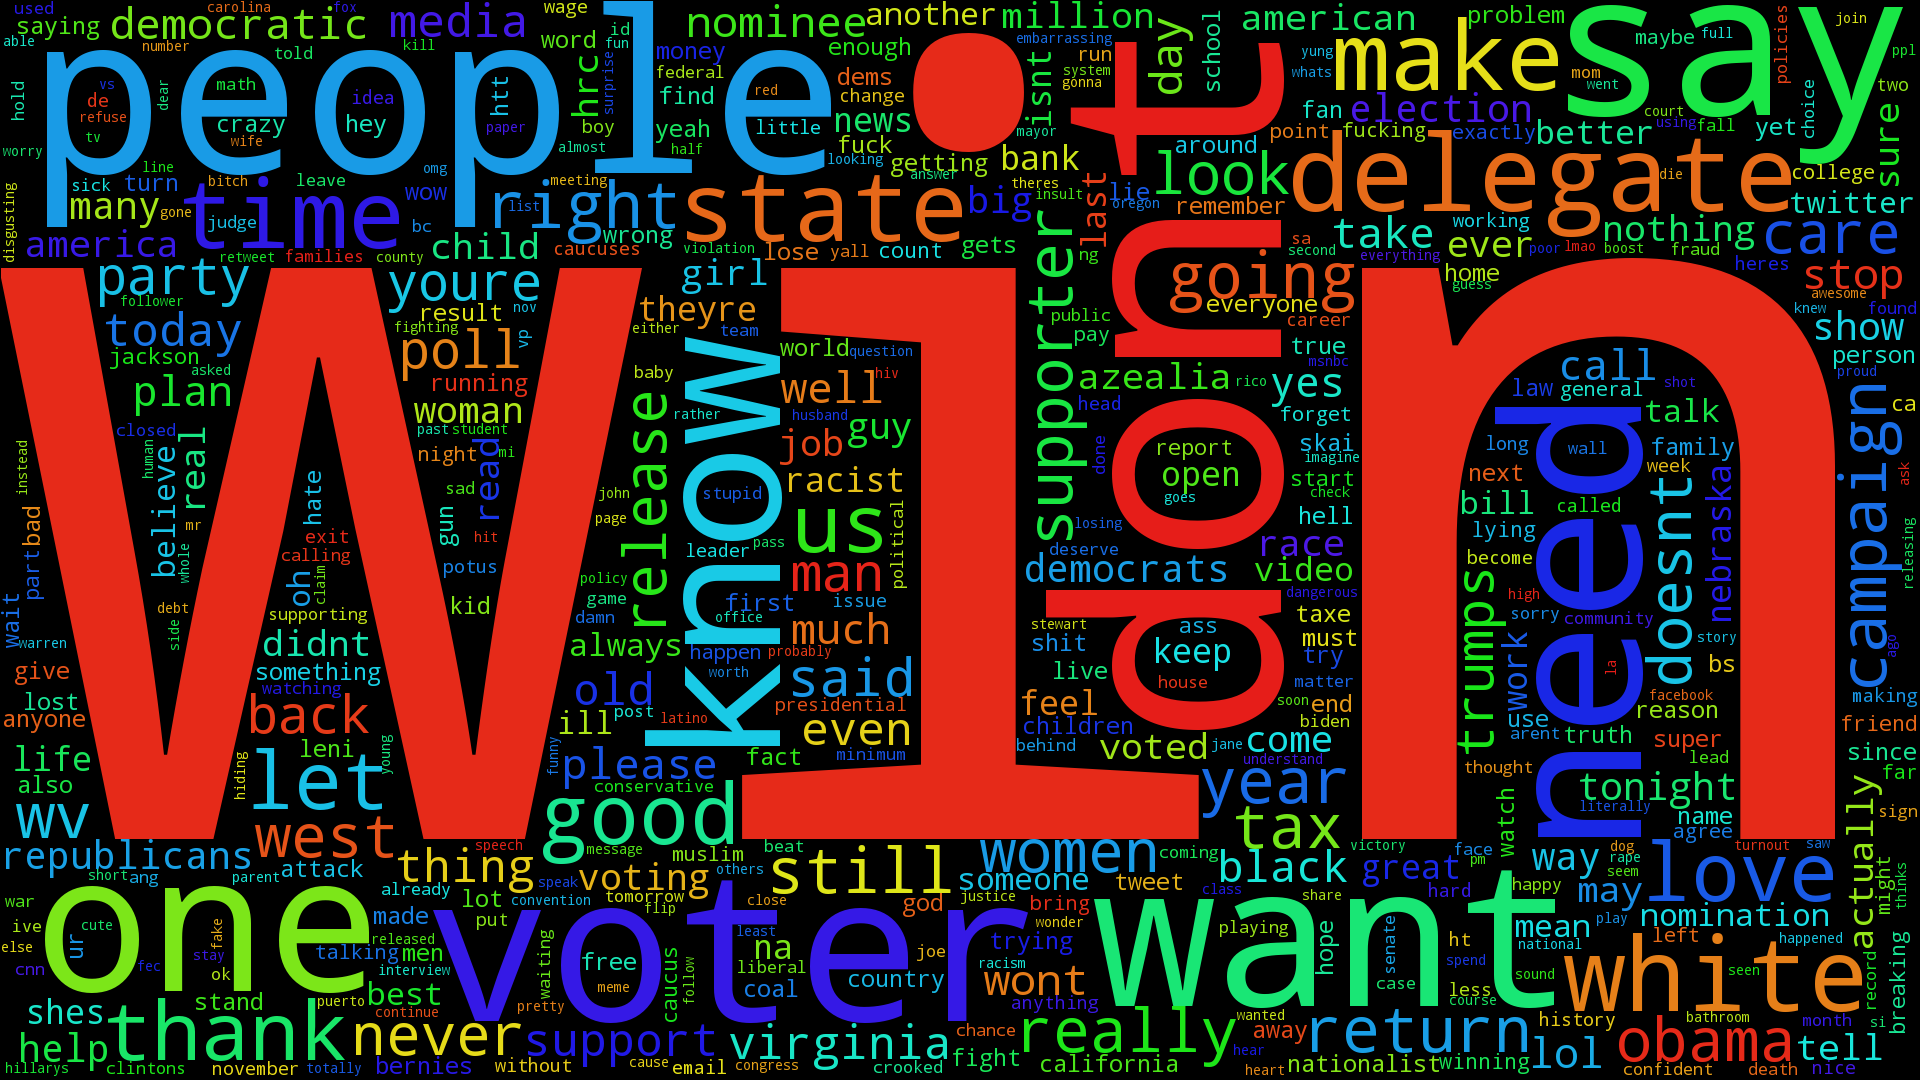 used
carolina
fox
saying
democratic
media
wage
id
nominee
another
million
american
problem
say
join
able
number
told
kill
word
fun
money
enough
embarrassing
day
school
make
maybe
full
policies
ppl
people
hrc
surprise
federal
dems
run
system
gonna
isnt
yung
whats
mom
went
two
hold
vs
de
refuse
tv
dear
math
crazy
wife
idea
hey
htt
paper
boy
almost
find
yeah
half
red
little
change
news
fuck
looking
getting
answer
mayor
bank
theres
fan
election
point
fucking
exactly
better
court
using
fall
yet
choice
sure
worry
line
omg
sick
turn
bitch
leave
wow
meeting
list
right
state
big
insult
last
lie
oregon
around
look
remember
delegate
die
college
twitter
disgusting
many
gone
time
judge
bc
america
retweet
families
county
child
caucuses
wrong
violation
lose
yall
count
gets
ng
supporter
sa
second
take
working
ever
everything
poor
lmao
boost
nothing
fraud
care
heres
party
follower
youre
result
nov
girl
theyre
going
everyone
home
guess
stop
awesome
knew
found
today
fighting
vp
either
team
public
pay
career
true
msnbc
show
jackson
asked
poll
world
question
person
proud
plan
running
baby
know
well
hiv
azealia
rico
yes
call
law
general
shot
win
dont
need
woman
past
student
release
rather
husband
guy
head
forget
talk
campaign
ca
closed
human
real
believe
night
read
mi
job
report
done
skai
imagine
long
wall
family
instead
bad
hate
sad
john
stupid
racist
open
goes
start
check
next
week
nebraska
ask
mr
gun
page
us
losing
hell
bill
called
doesnt
part
whole
exit
calling
hit
leader
pass
political
deserve
race
lying
releasing
oh
claim
potus
policy
man
democrats
video
become
wait
debt
supporting
kid
game
first
issue
dangerous
high
trumps
sorry
community
warren
side
didnt
damn
office
much
stewart
ass
taxe
must
work
story
ago
give
something
always
happen
probably
shit
keep
try
la
bs
watching
old
worth
said
live
house
matter
facebook
making
lost
anyone
back
ill
post
latino
presidential
feel
soon
end
use
reason
friend
leni
young
funny
even
children
biden
arent
truth
super
life
also
hiding
let
please
fact
minimum
behind
voted
jane
come
understand
thought
lead
since
far
conservative
year
watch
literally
tonight
name
sign
wv
west
good
tax
agree
actually
speech
message
beat
victory
pm
turnout
saw
republicans
short
ang
parent
attack
thing
muslim
others
still
women
coming
black
great
face
way
dog
rape
seem
love
might
thinks
war
one
already
lot
speak
voting
close
someone
tweet
class
share
hard
happy
may
ive
cute
made
put
convention
tomorrow
flip
god
justice
bring
want
mean
play
nomination
else
ur
fake
released
voter
least
wonder
playing
hope
senate
ht
national
left
happened
cnn
fec
stay
ok
talking
men
interview
waiting
free
meme
caucus
follow
na
liberal
coal
joe
country
racism
trying
wont
anything
case
spend
less
course
sound
white
seen
record
breaking
shes
stand
puerto
best
continue
pretty
wanted
history
bathroom
month
si
help
thank
never
support
virginia
chance
really
away
return
lol
obama
tell
hear
hillarys
clintons
november
totally
bernies
without
cause
email
congress
crooked
fight
california
heart
nationalist
winning
confident
death
nice